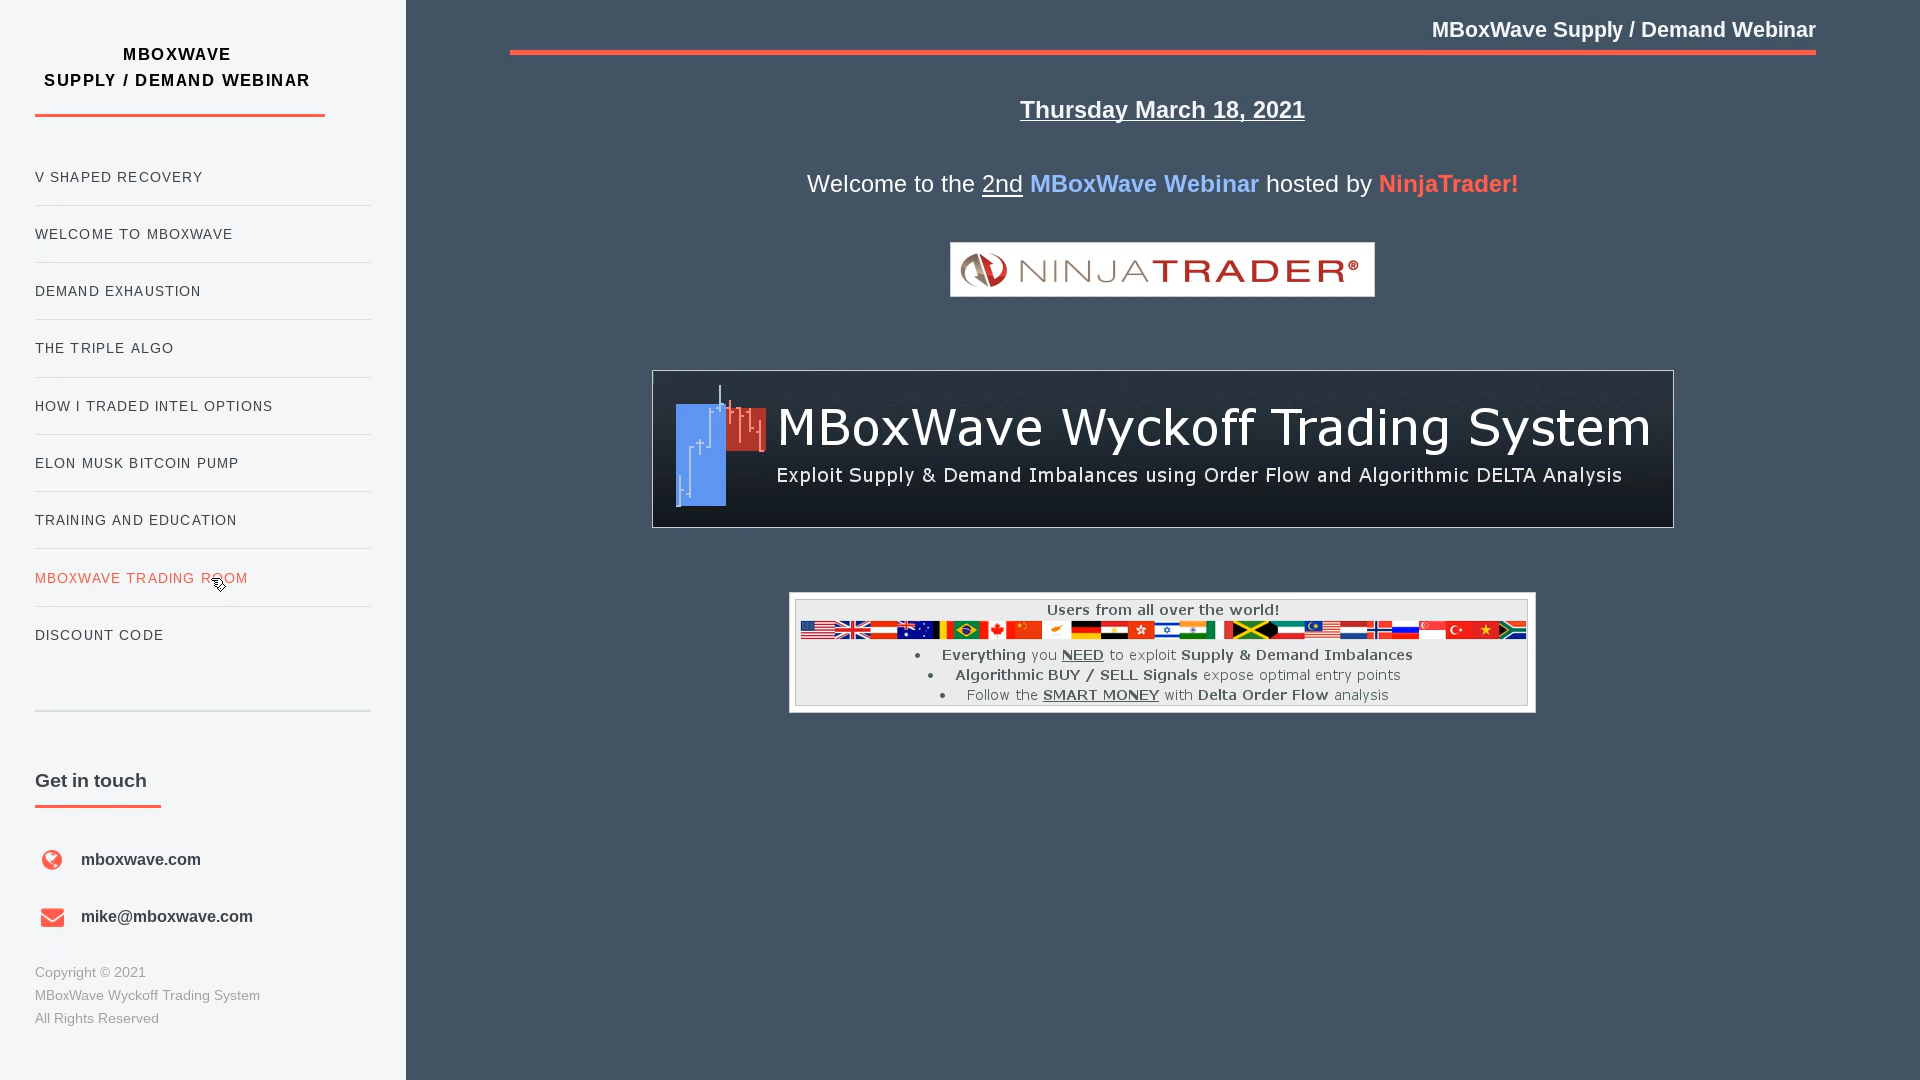 MBOXWAVE
SUPPLY / DEMAND WEBINAR
V SHAPED RECOVERY
WELCOME TO MBOXWAVE
DEMAND EXHAUSTION
THE TRIPLE ALGO
HOW I TRADED INTEL OPTIONS
ELON MUSK BITCOIN PUMP
TRAINING AND EDUCATION
MBOXWAVE TRADING ROOM
DISCOUNT CODE
Get in touch
mboxwave.com
mike@mboxwave.com
Copyright © 2021
MBoxWave Wyckoff Trading System
All Rights Reserved
MBoxWave Supply / Demand Webinar
Thursday March 18, 2021
Welcome to the 2nd MBoxWave Webinar hosted by NinjaTrader!
NINJATRADER®
MBoxWave Wyckoff Trading System
Exploit Supply & Demand Imbalances using Order Flow and Algorithmic DELTA Analysis
Users from all over the world!
• Everything you NEED to exploit Supply & Demand Imbalances
• Algorithmic BUY / SELL Signals expose optimal entry points
• Follow the SMART MONEY with Delta Order Flow analysis